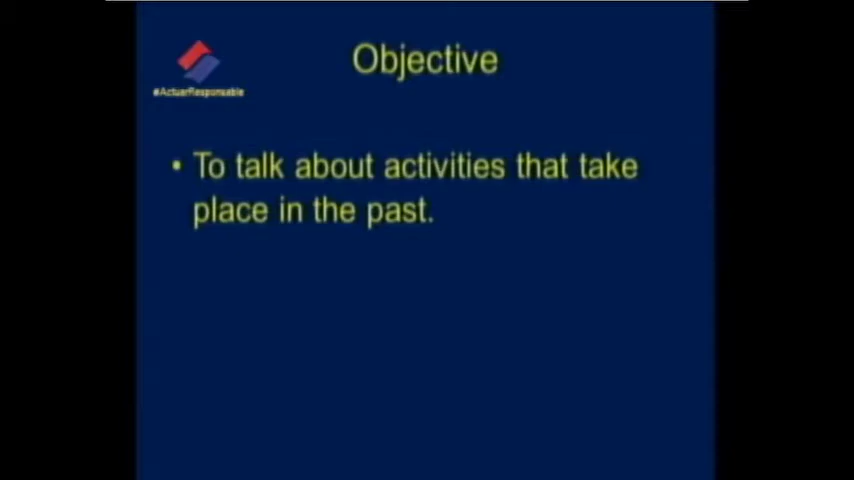 Objective
#ActuarResponsable
• To talk about activities that take
place in the past.